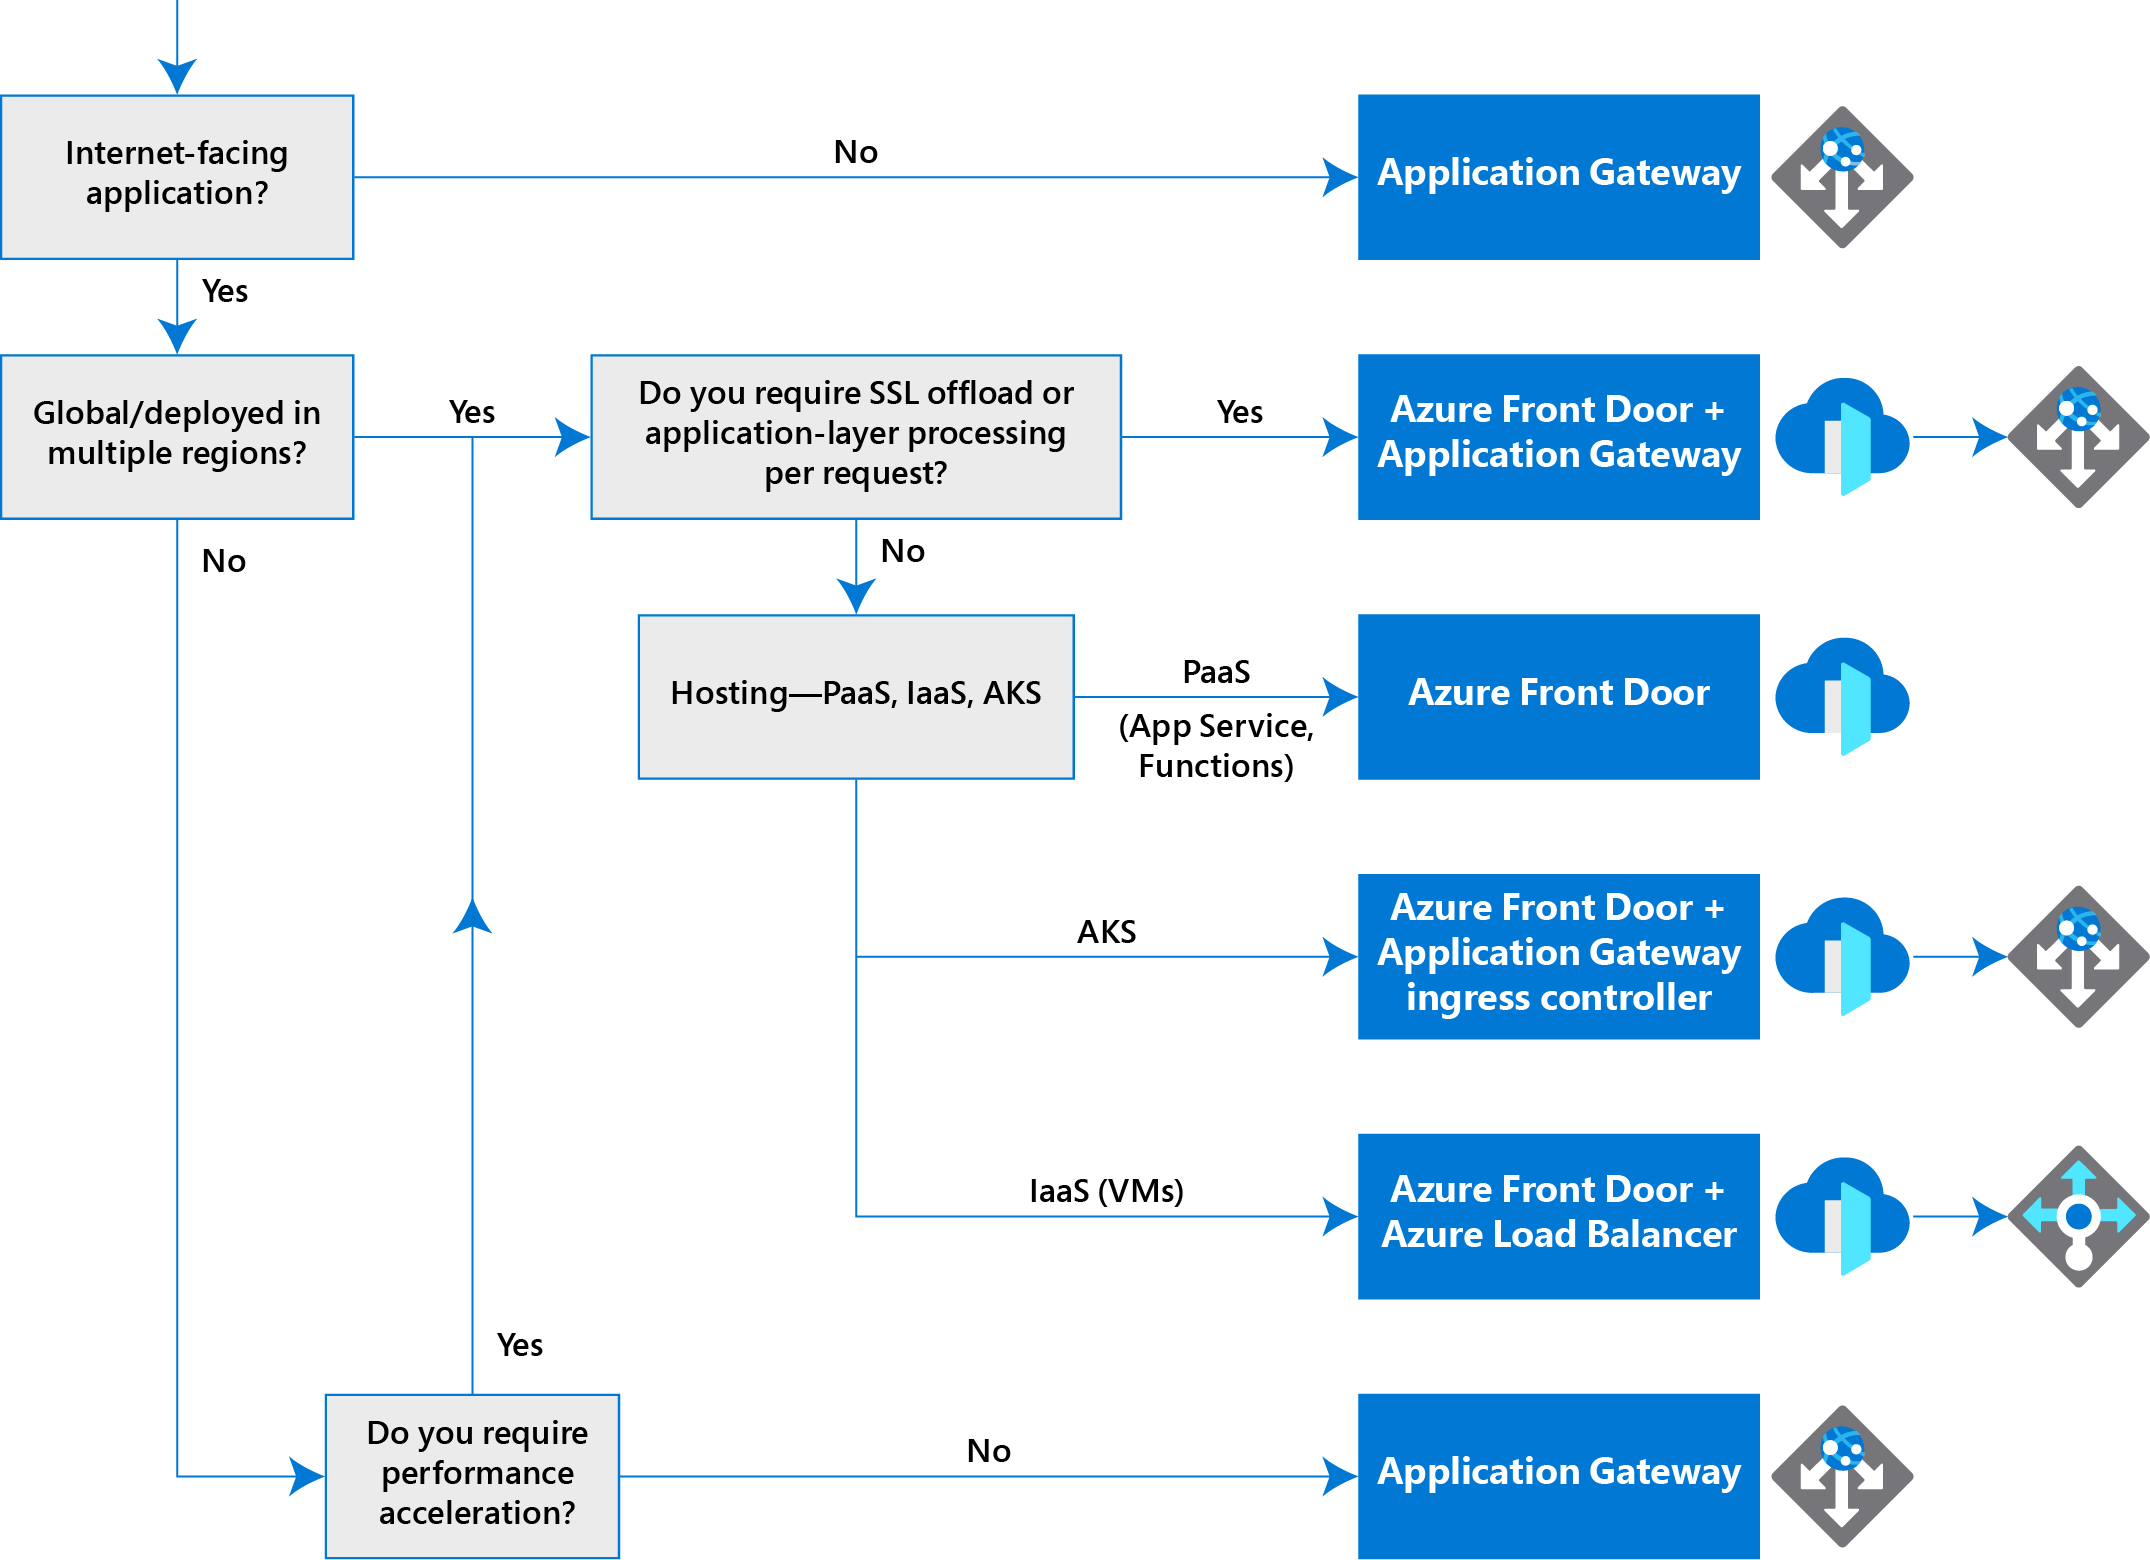 Internet-facing
application?
No
Application Gateway
Yes
Global/deployed in
multiple regions?
Yes
Do you require SSL offload or
application-layer processing
per request?
Yes
Azure Front Door +
Application Gateway
No
No
Hosting—PaaS, IaaS, AKS
PaaS
(App Service,
Functions)
Azure Front Door
AKS
Azure Front Door +
Application Gateway
ingress controller
IaaS (VMs)
Azure Front Door +
Azure Load Balancer
Yes
Do you require
performance
acceleration?
No
Application Gateway